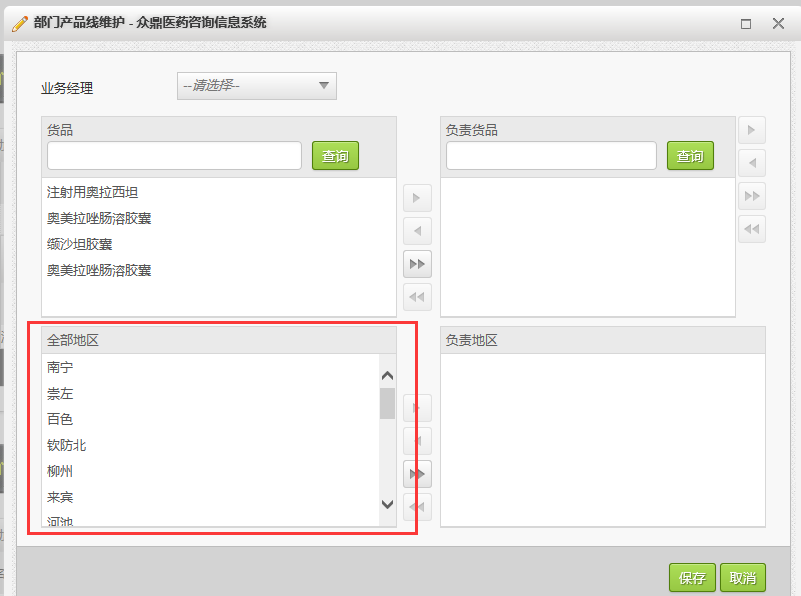 部门产品线维护 - 众鼎医药咨询信息系统
业务经理
--请选择--
货品
查询
注射用奥拉西坦
奥美拉唑肠溶胶囊
缬沙坦胶囊
奥美拉唑肠溶胶囊
负责货品
查询
全部地区
南宁
崇左
百色
钦防北
柳州
来宾
河池
负责地区
保存
取消